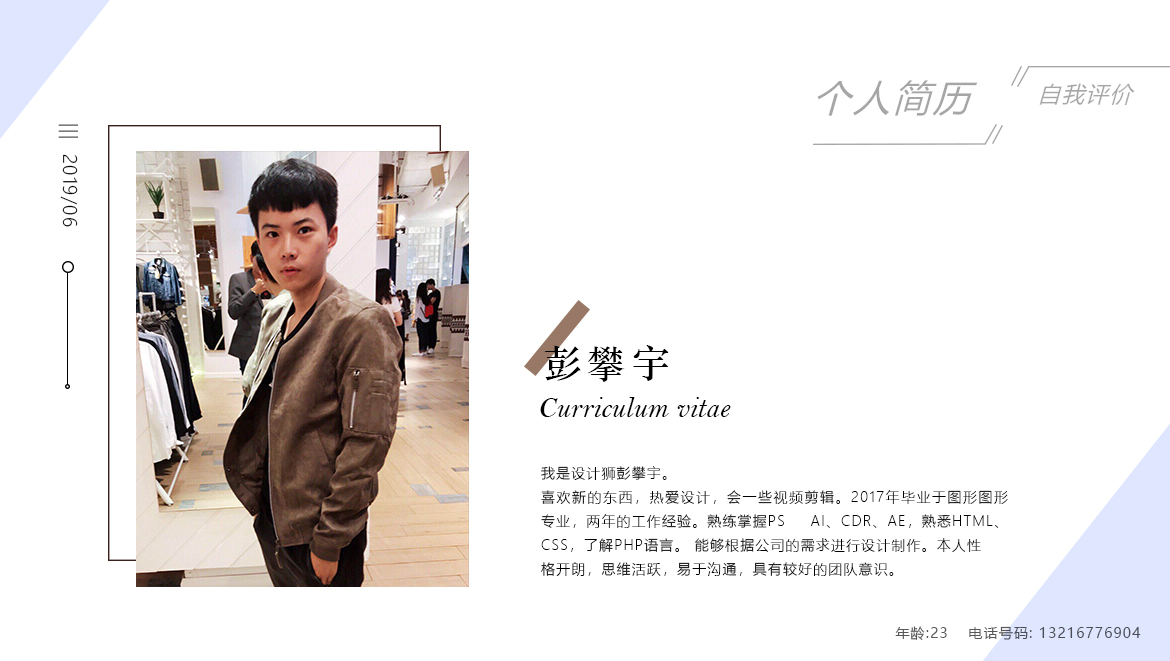 个人简历
自我评价
2019/06
彭攀宇
Curriculum vitae
我是设计狮彭攀宇。
喜欢新的东西，热爱设计，会一些视频剪辑。2017年毕业于图形图形
专业，两年的工作经验。熟练掌握PS AI、CDR、AE，熟悉HTML、
CSS，了解PHP语言。 能够根据公司的需求进行设计制作。本人性
格开朗，思维活跃，易于沟通，具有较好的团队意识。
年龄:23 电话号码: 13216776904